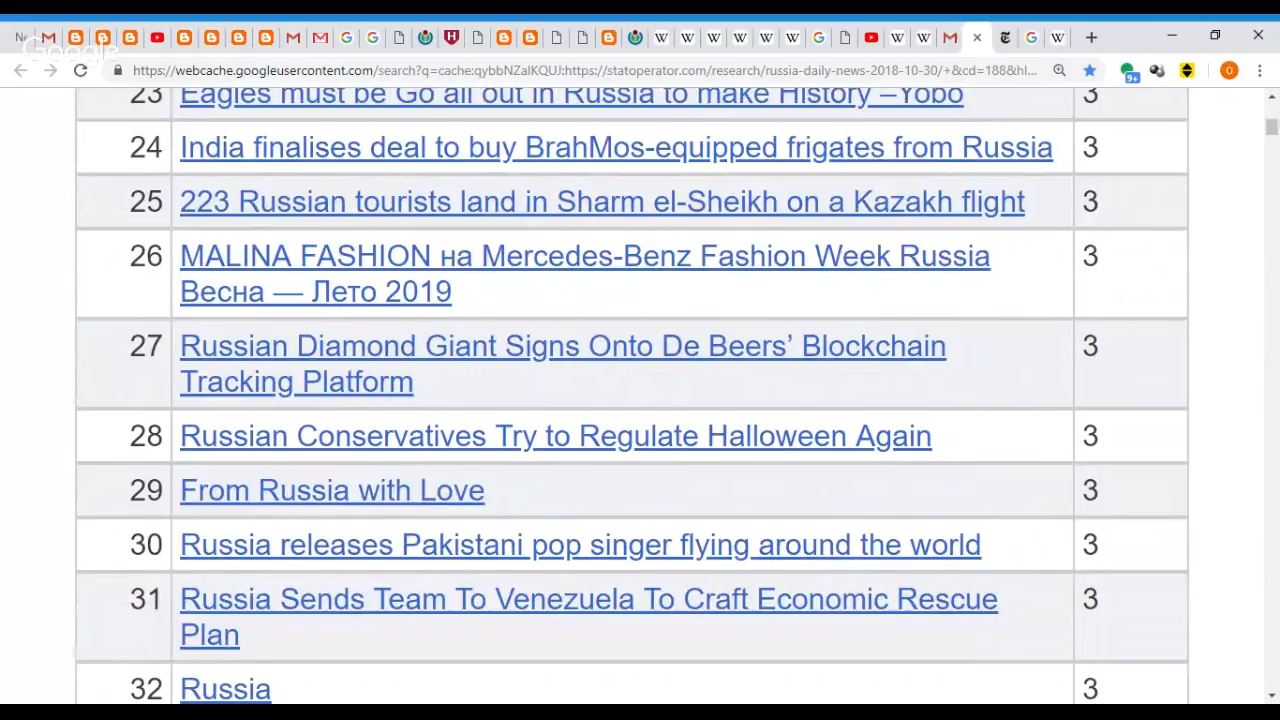 Google
https://webcache.googleusercontent.com/search?q=cache:qvbbNZaIKQUJ:https://statoperator.com/research/russia-daily-news-2018-10-30/+&cd=188&hl...
9+
O
23 Eagles must be Go all out in Russia to make History –Yobo 3
24 India finalises deal to buy BrahMos-equipped frigates from Russia 3
25 223 Russian tourists land in Sharm el-Sheikh on a Kazakh flight 3
26 MALINA FASHION на Mercedes-Benz Fashion Week Russia 3
Весна — Лето 2019
27 Russian Diamond Giant Signs Onto De Beers’ Blockchain 3
Tracking Platform
28 Russian Conservatives Try to Regulate Halloween Again 3
29 From Russia with Love 3
30 Russia releases Pakistani pop singer flying around the world 3
31 Russia Sends Team To Venezuela To Craft Economic Rescue 3
Plan
32 Russia 3